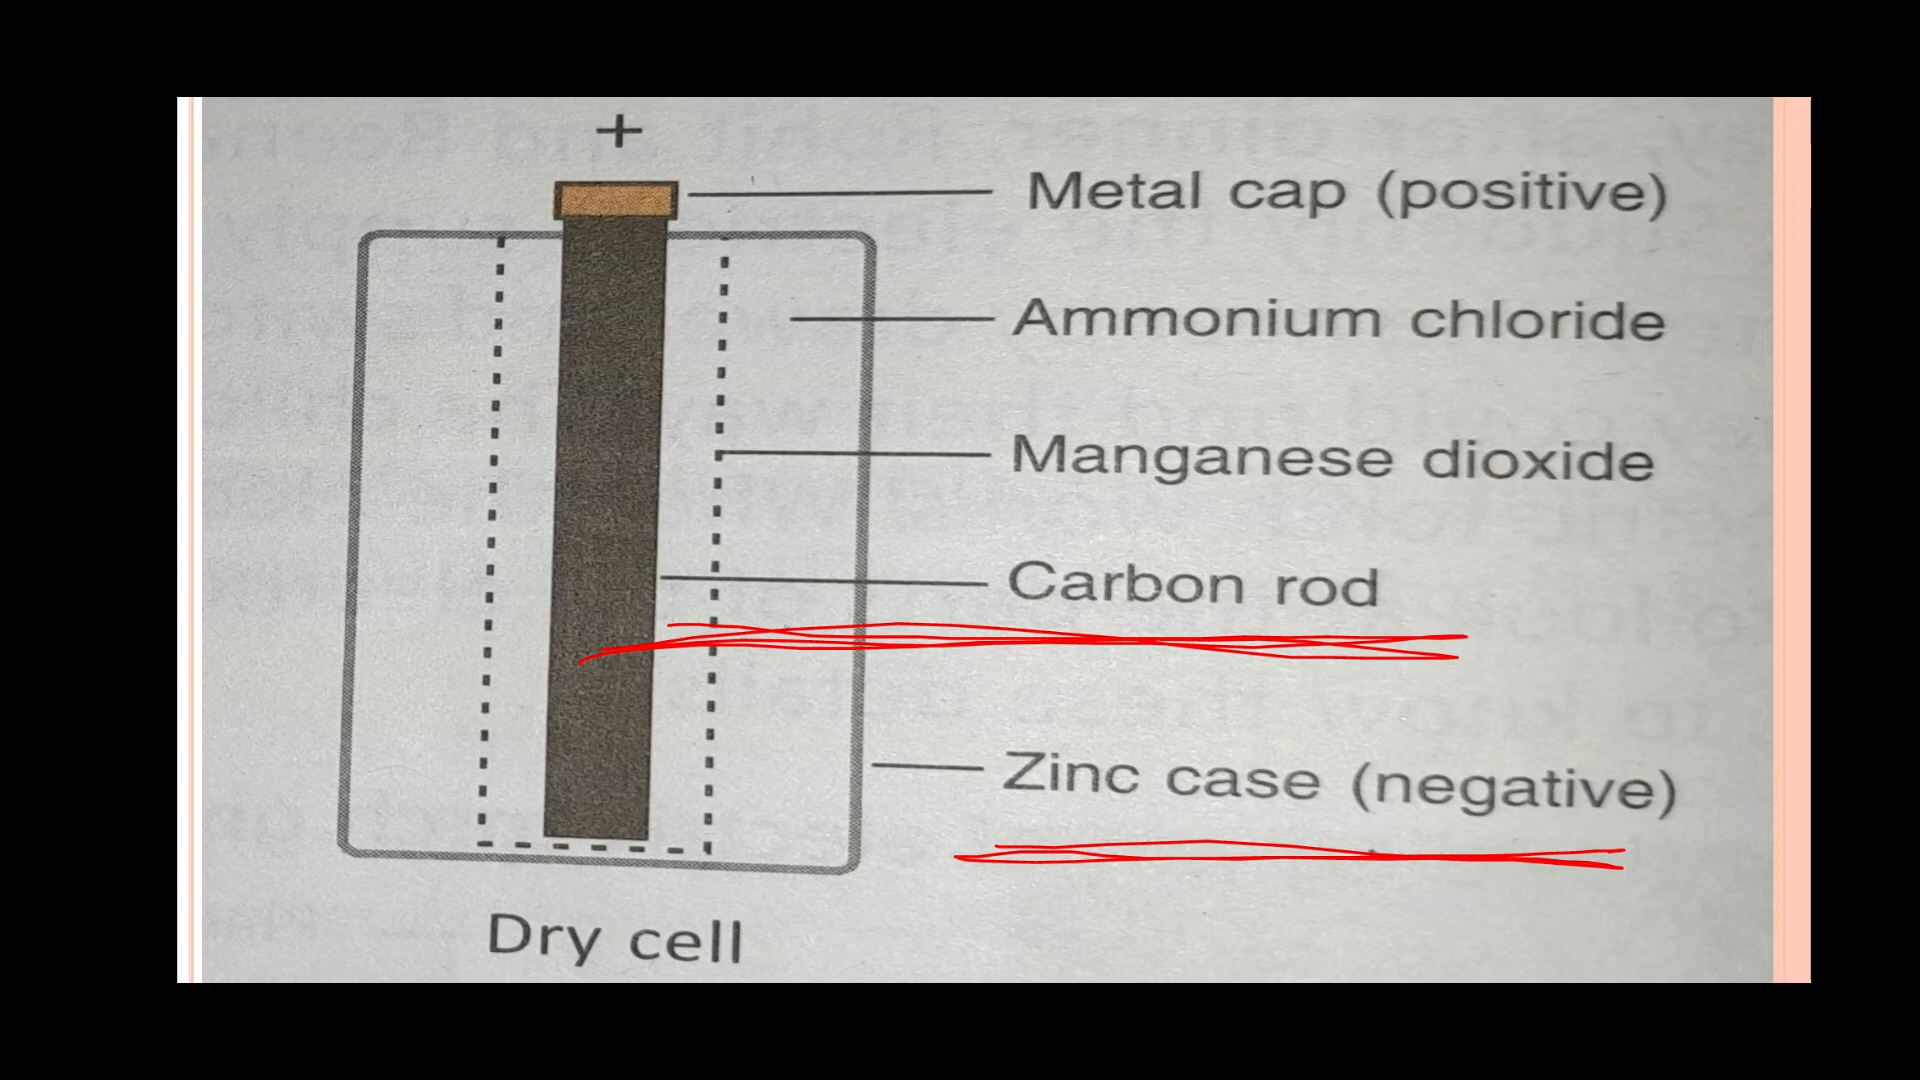 +
Metal cap (positive)
Ammonium chloride
Manganese dioxide
Carbon rod
Zinc case (negative)
Dry cell